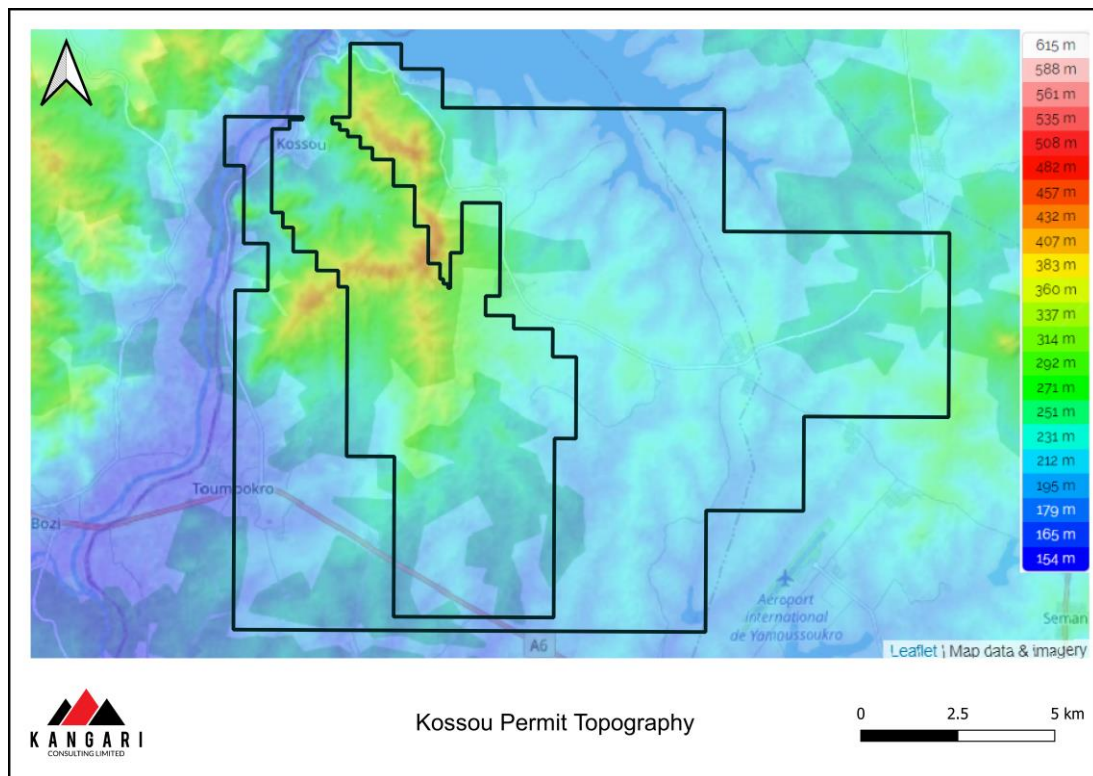 615 m
588 m
561 m
535 m
508 m
482 m
457 m
432 m
407 m
383 m
360 m
337 m
314 m
292 m
271 m
251 m
231 m
212 m
195 m
179 m
165 m
154 m
Kossou
Toumbokro
Bozi
Aéroport
international
de Yamoussoukro
Seman
A6
Leaflet | Map data & imagery
KANGARI
CONSULTING LIMITED
Kossou Permit Topography
0 2.5 5 km